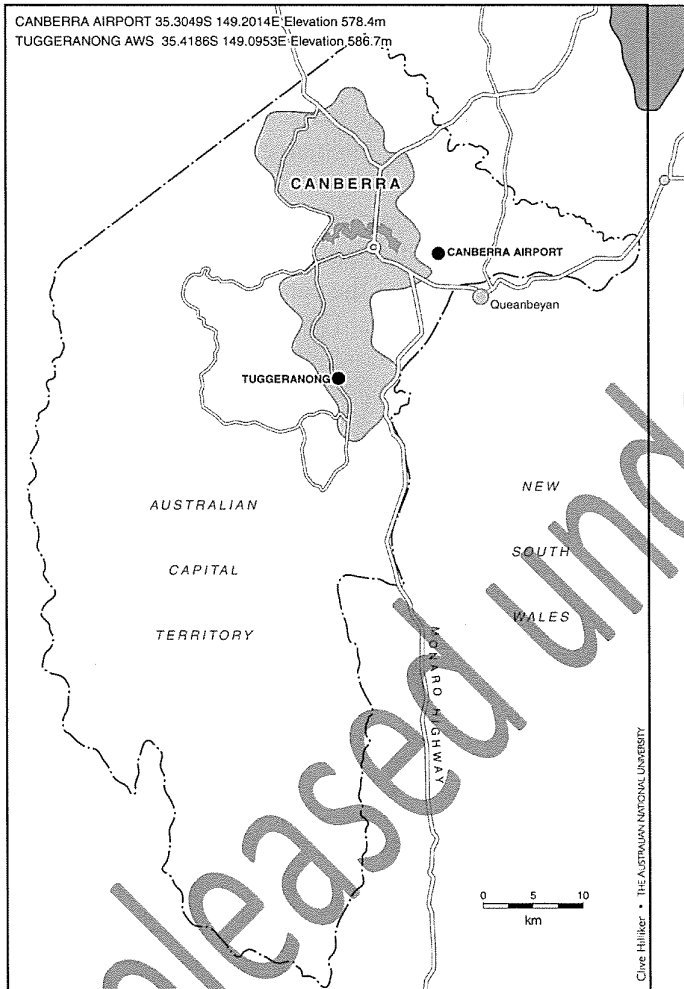 CANBERRA AIRPORT 35.3049S 149.2014E Elevation 578.4m
TUGGERANONG AWS 35.4186S 149.0953E Elevation 586.7m
CANBERRA
CANBERRA AIRPORT
Queanbeyan
TUGGERANONG
AUSTRALIAN
CAPITAL
TERRITORY
NEW
SOUTH
WALES
MONARO HIGHWAY
0 5 10
km
Clive Hilliker • THE AUSTRALIAN NATIONAL UNIVERSITY
leased und